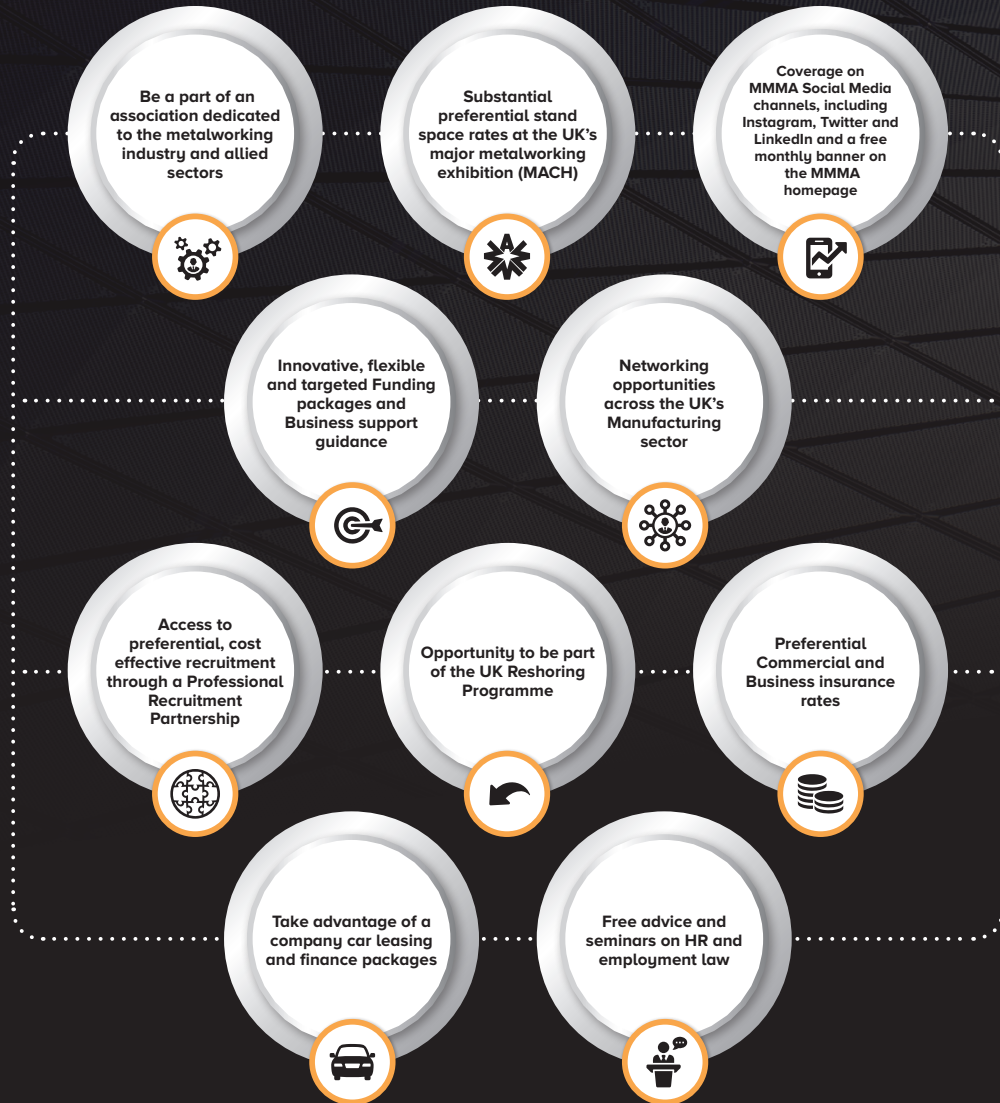 Be a part of an
association dedicated
to the metalworking
industry and allied
sectors
Substantial
preferential stand
space rates at the UK's
major metalworking
exhibition (MACH)
Coverage on
MMMA Social Media
channels, including
Instagram, Twitter and
LinkedIn and a free
monthly banner on
the MMMA
homepage
Innovative, flexible
and targeted Funding
packages and
Business support
guidance
Networking
opportunities
across the UK's
Manufacturing
sector
Access to
preferential, cost
effective recruitment
through a Professional
Recruitment
Partnership
Opportunity to be part
of the UK Reshoring
Programme
Preferential
Commercial and
Business insurance
rates
Take advantage of a
company car leasing
and finance packages
Free advice and
seminars on HR and
employment law